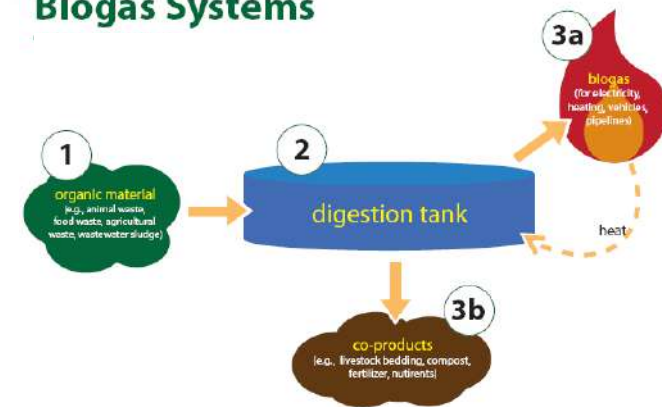 Biogas Systems
3a
biogas
(for electricity,
heating, vehicles,
pipelines)
1
organic material
(e.g., animal waste,
food waste, agricultural
waste, wastewater sludge)
2
digestion tank
heat
3b
co-products
(e.g., livestock bedding, compost,
fertilizer, nutirents)